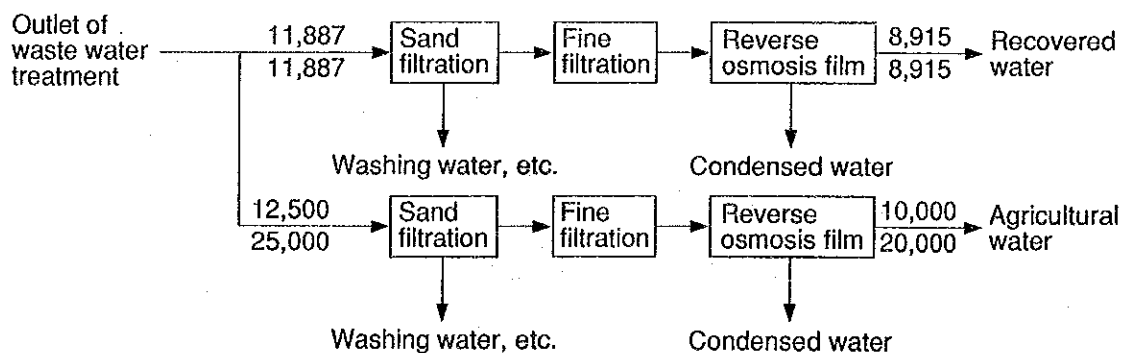 Outlet of
waste water
treatment
11,887
11,887
Sand
filtration
Fine
filtration
Reverse
osmosis film
8,915
8,915
Recovered
water
Washing water, etc.
Condensed water
12,500
25,000
Sand
filtration
Fine
filtration
Reverse
osmosis film
10,000
20,000
Agricultural
water
Washing water, etc.
Condensed water